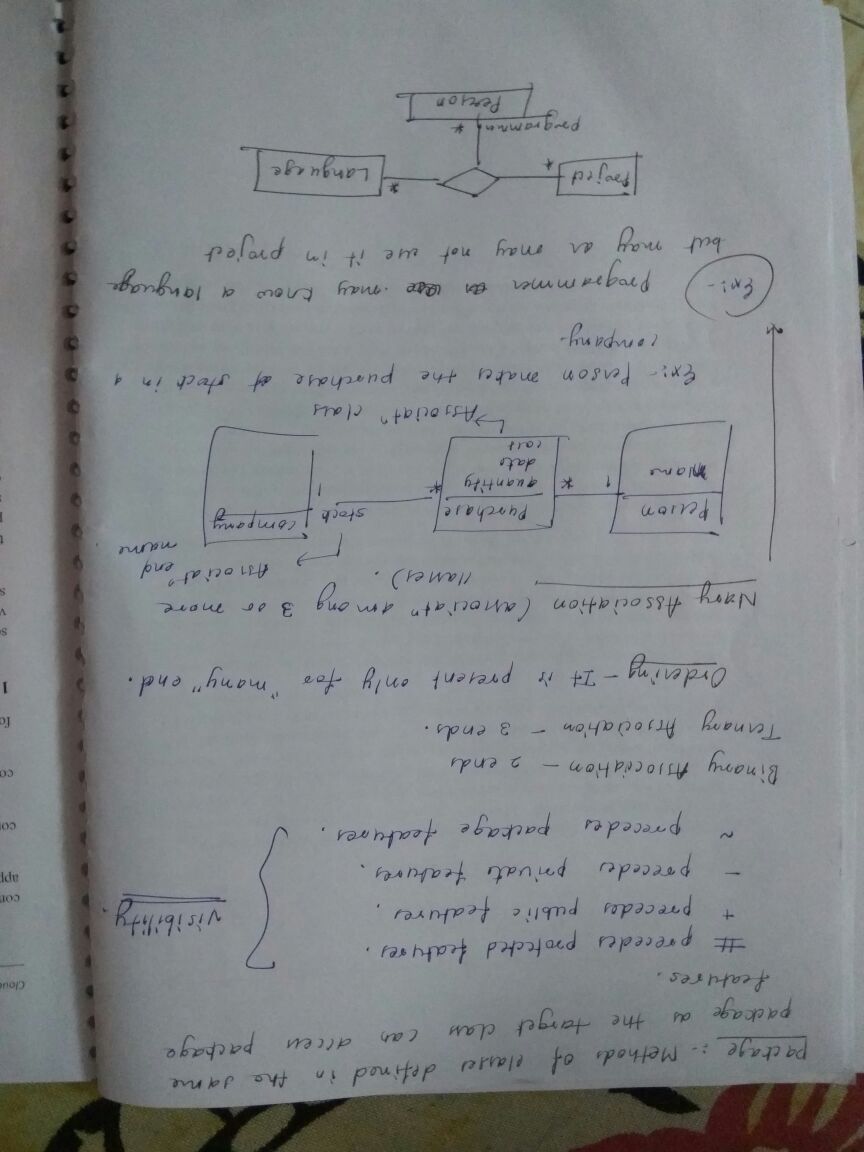 package :- Methods of classes defined in the same
package as the target class can access package
features.
# precedes protected features.
+ precedes public features.
- precedes private features.
~ precedes package features.
visibility.
Binary Association - 2 ends
Ternary Association - 3 ends.
Ordering - It is present only for "many" end.
Nary Association (associatⁿ among 3 or more
classes).
Associatⁿ end
name
Person
name
1
*
Purchase
quantity
date
cost
*
stock
1
company
Associatⁿ class
Ex:- Person makes the purchase of stock in a
company.
Ex:- Programmer may know a language
but may or may not use it in project
Project
*
*
Language
programmer
*
Person
Cloud